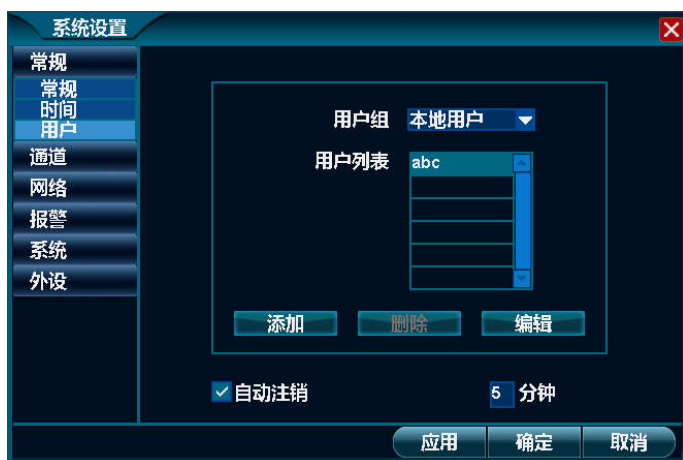 系统设置
常规
常规
时间
用户
通道
网络
报警
系统
外设
用户组 本地用户
用户列表 abc
添加 删除 编辑
自动注销 5 分钟
应用 确定 取消